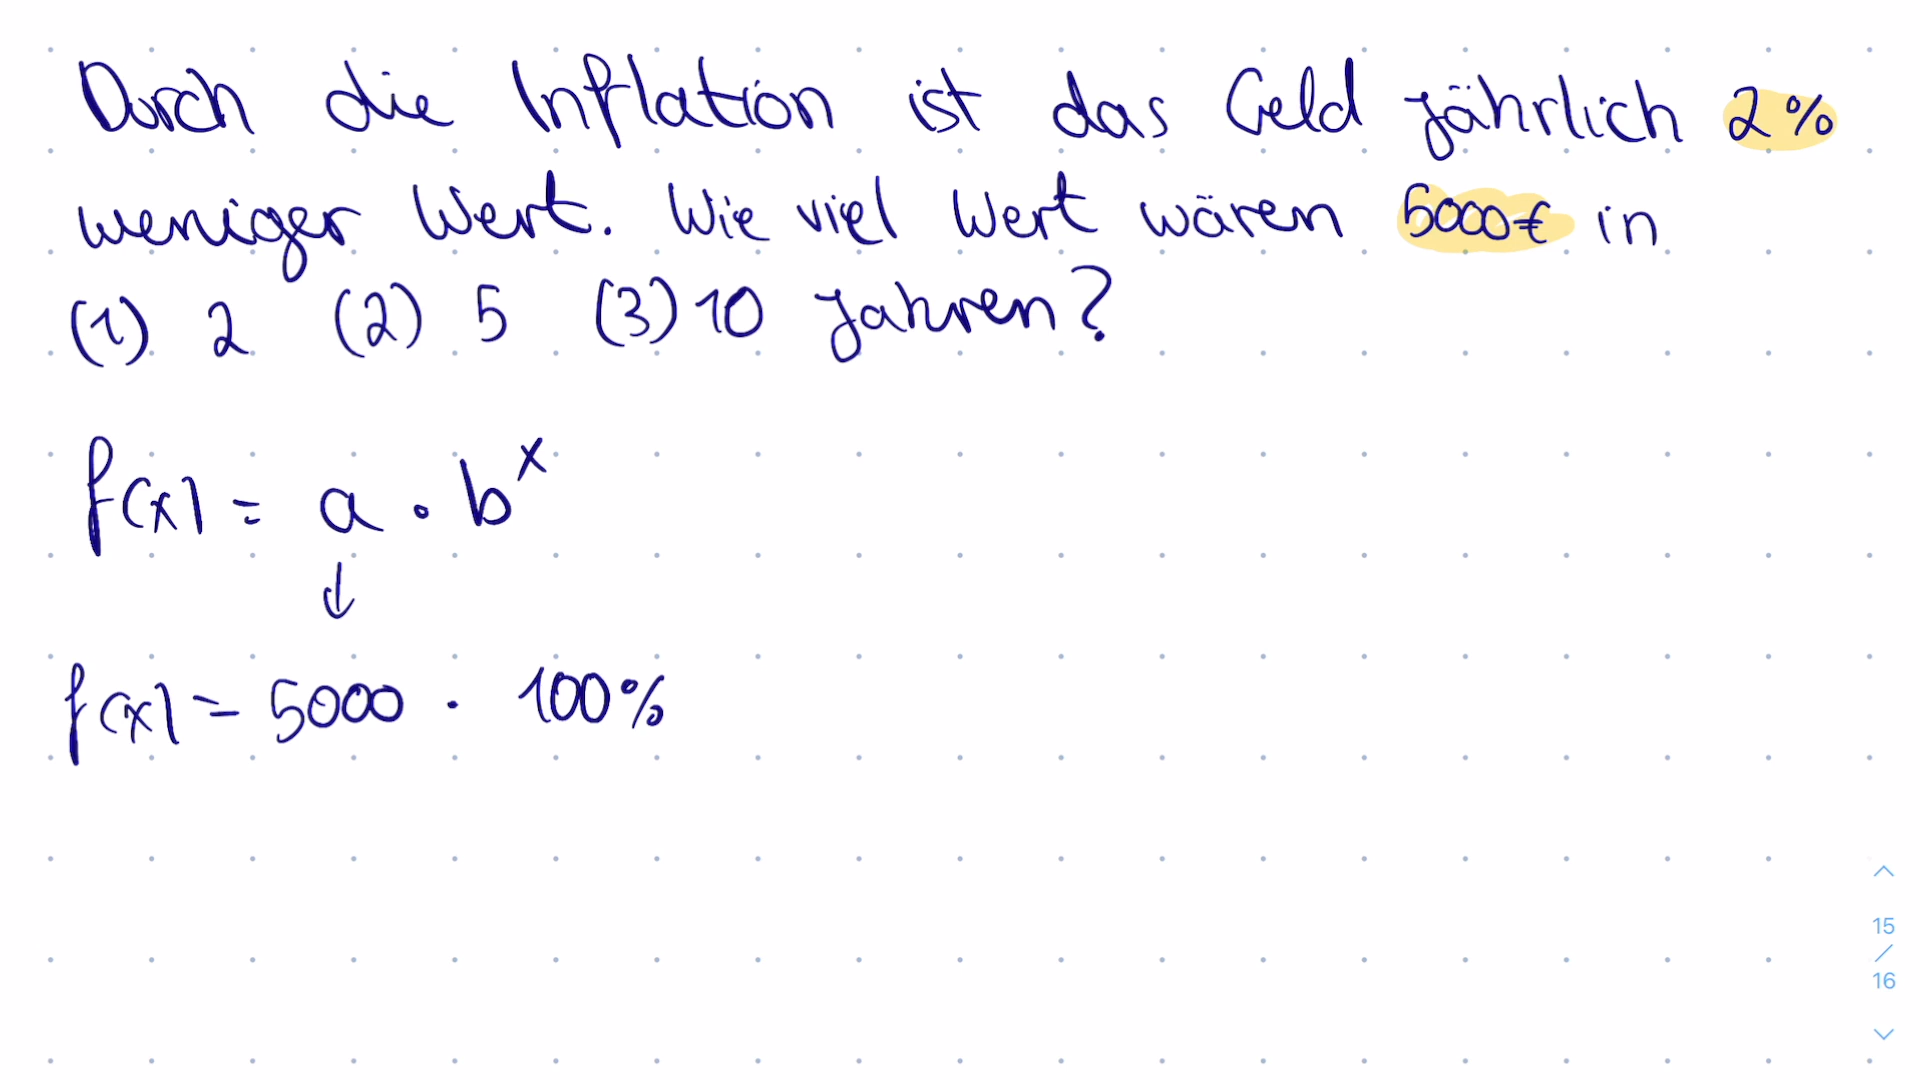 Durch die Inflation ist das Geld jährlich 2%
weniger Wert. Wie viel Wert wären 5000€ in
(1) 2 (2) 5 (3) 10 Jahren?
f(x) = a · b^x
↓
f(x) = 5000 · 100%
15
/
16